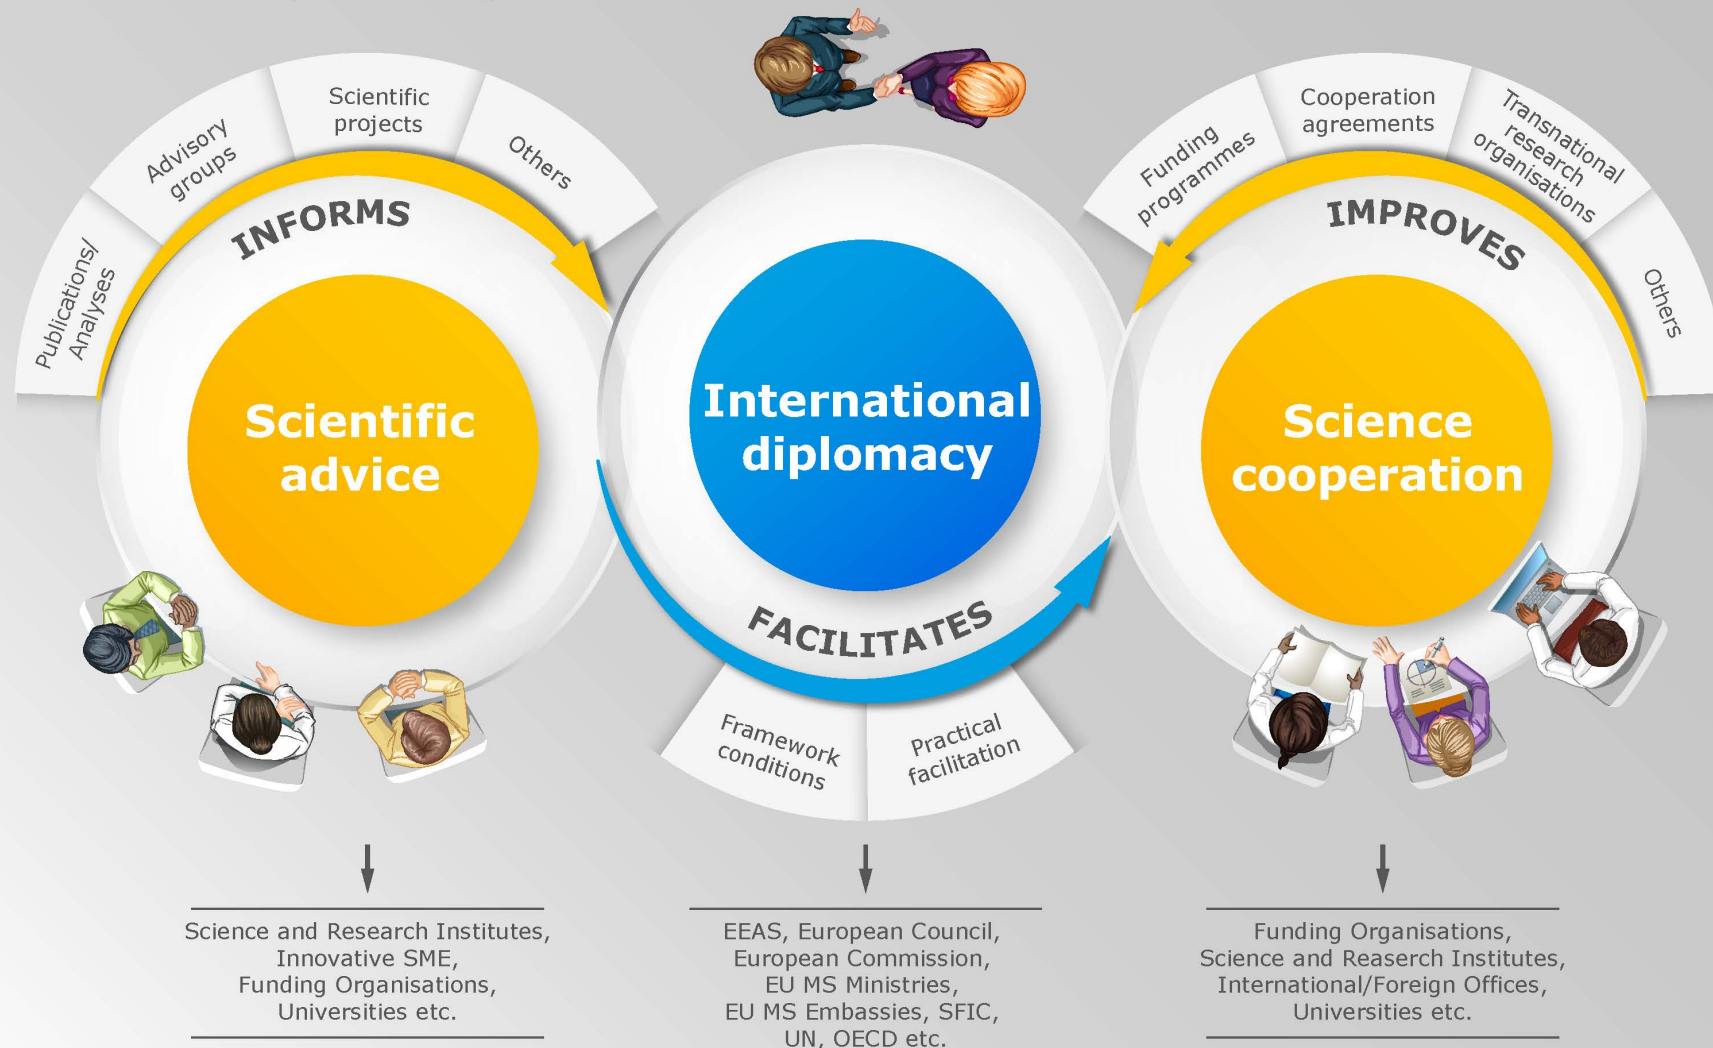 Publications/
Analyses
Advisory
groups
Scientific
projects
Others
INFORMS
Scientific
advice
International
diplomacy
FACILITATES
Framework
conditions
Practical
facilitation
Funding
programmes
Cooperation
agreements
Transnational
research
organisations
Others
IMPROVES
Science
cooperation
Science and Research Institutes,
Innovative SME,
Funding Organisations,
Universities etc.
EEAS, European Council,
European Commission,
EU MS Ministries,
EU MS Embassies, SFIC,
UN, OECD etc.
Funding Organisations,
Science and Reaserch Institutes,
International/Foreign Offices,
Universities etc.